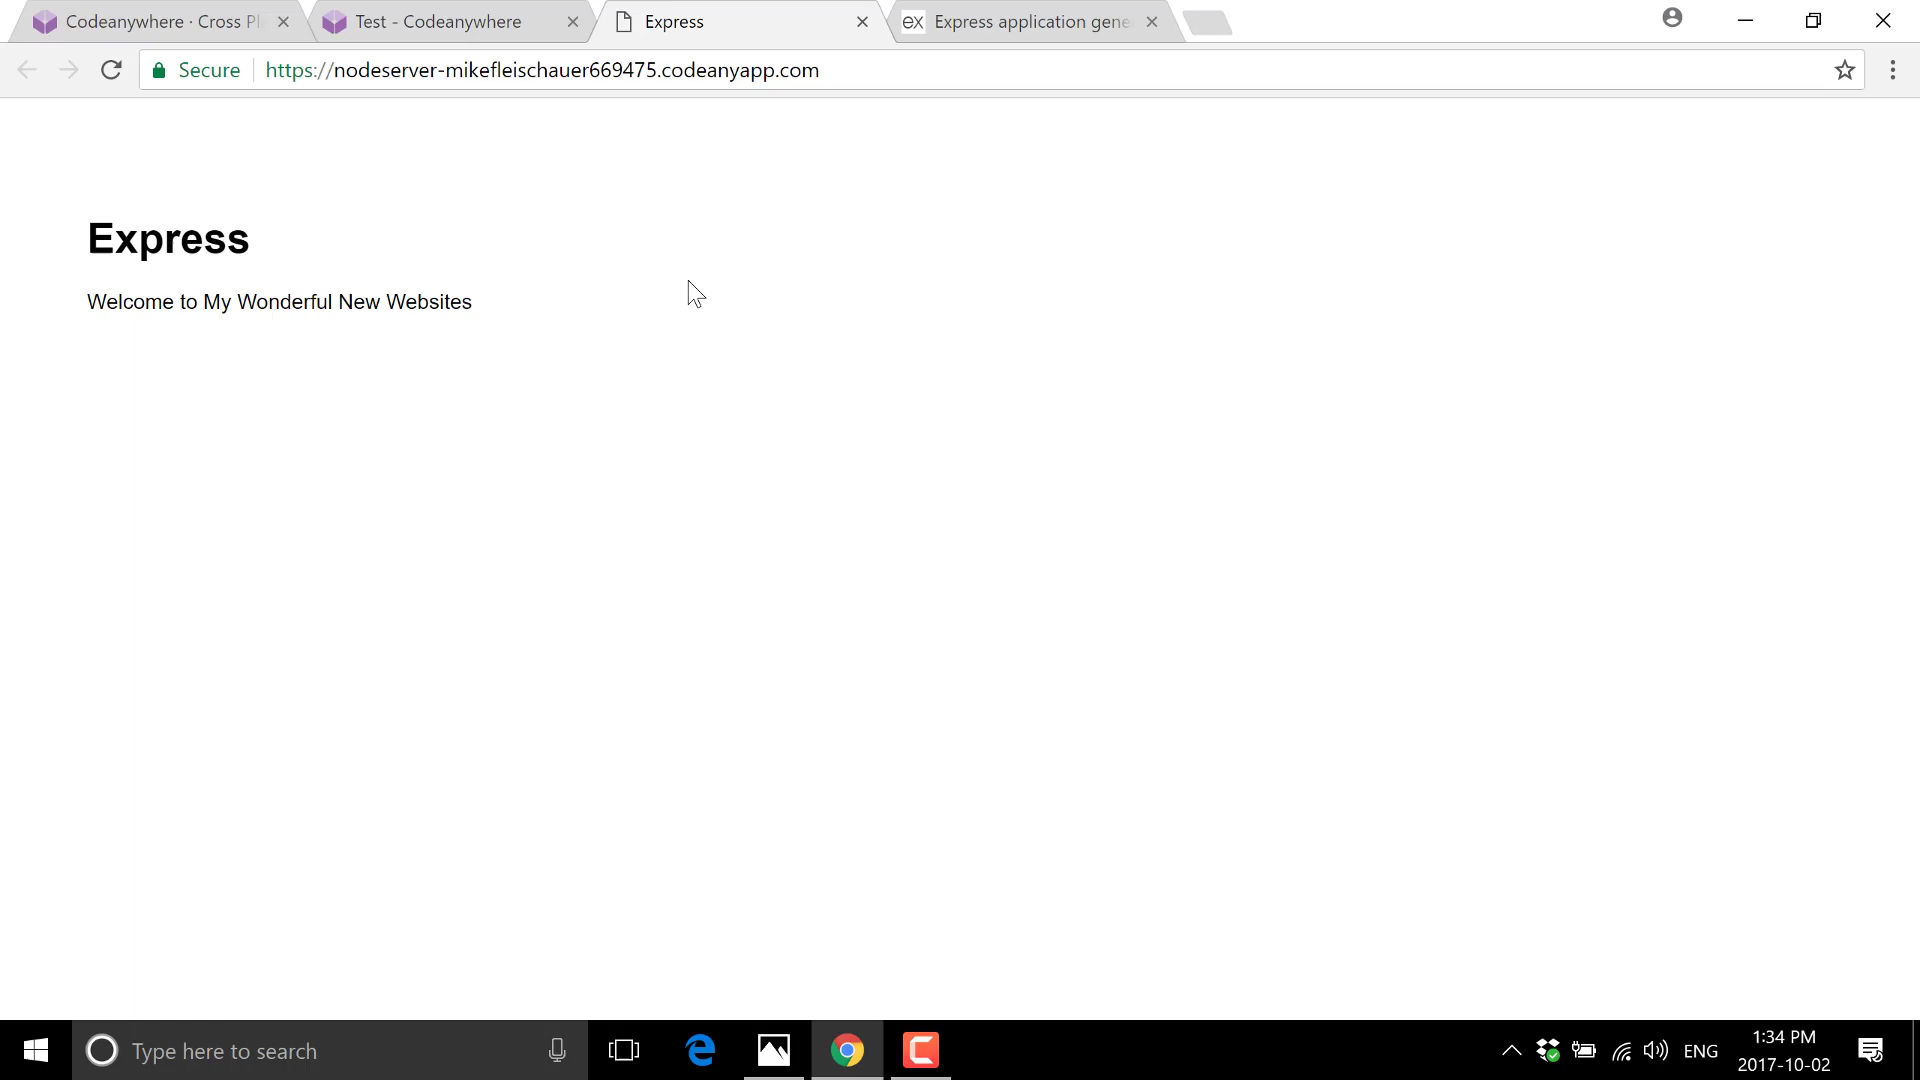 Codeanywhere · Cross Pl
Test - Codeanywhere
Express
ex Express application gene
Secure https://nodeserver-mikefleischauer669475.codeanyapp.com
Express
Welcome to My Wonderful New Websites
Type here to search
ENG
1:34 PM
2017-10-02